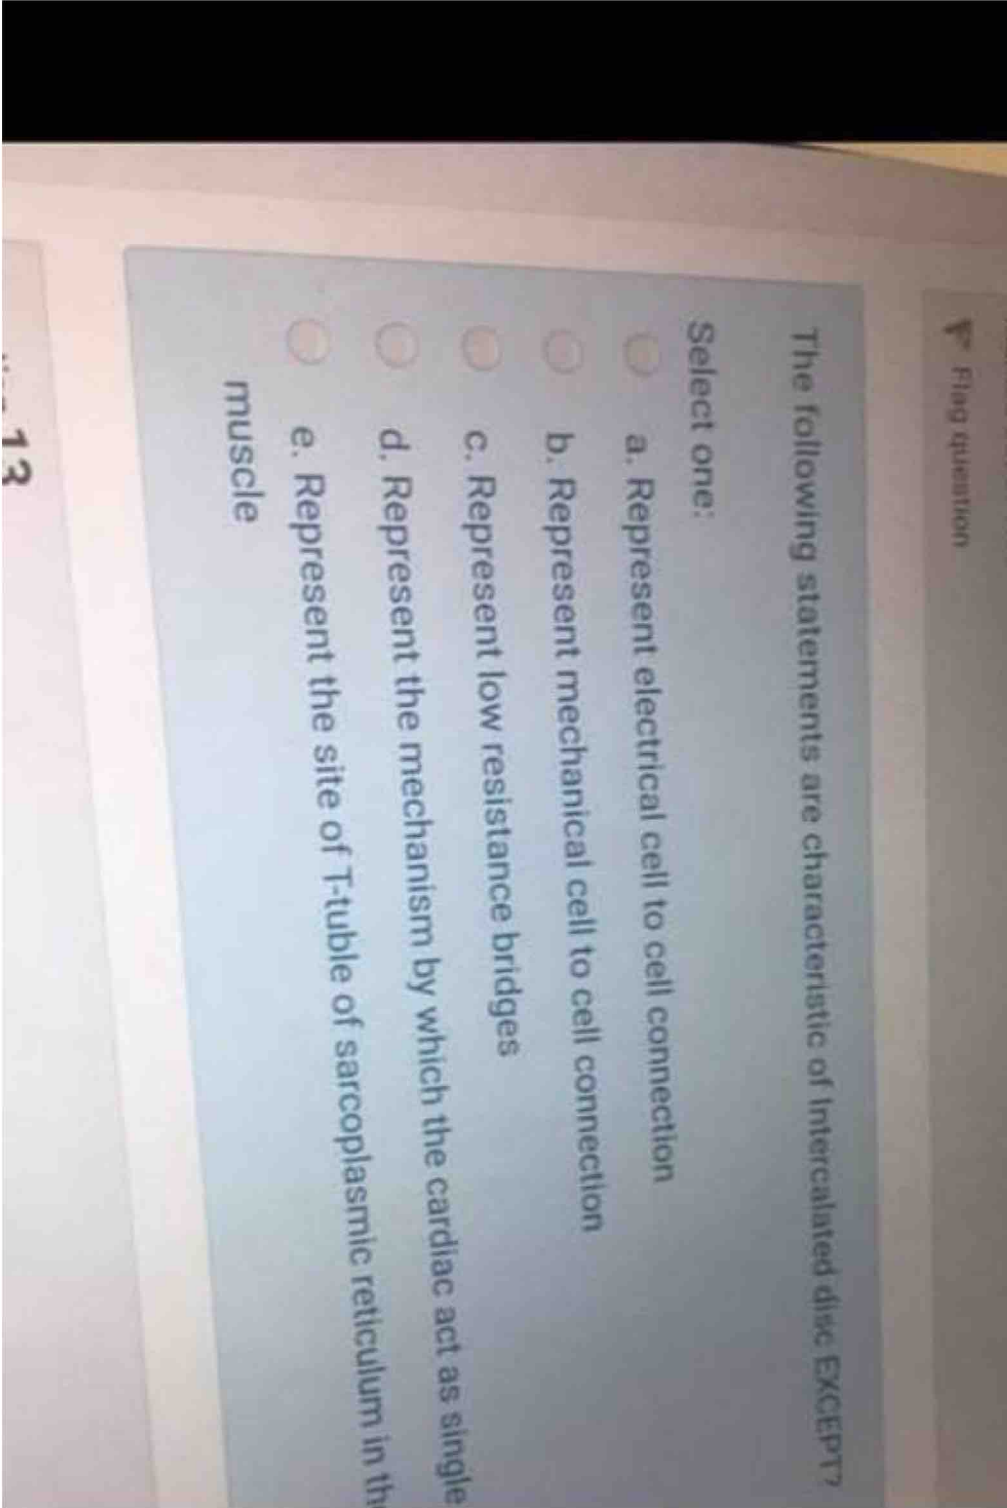 Flag question
The following statements are characteristic of Intercalated disc EXCEPT?
Select one:
a. Represent electrical cell to cell connection
b. Represent mechanical cell to cell connection
c. Represent low resistance bridges
d. Represent the mechanism by which the cardiac act as single
e. Represent the site of T-tuble of sarcoplasmic reticulum in
muscle
13